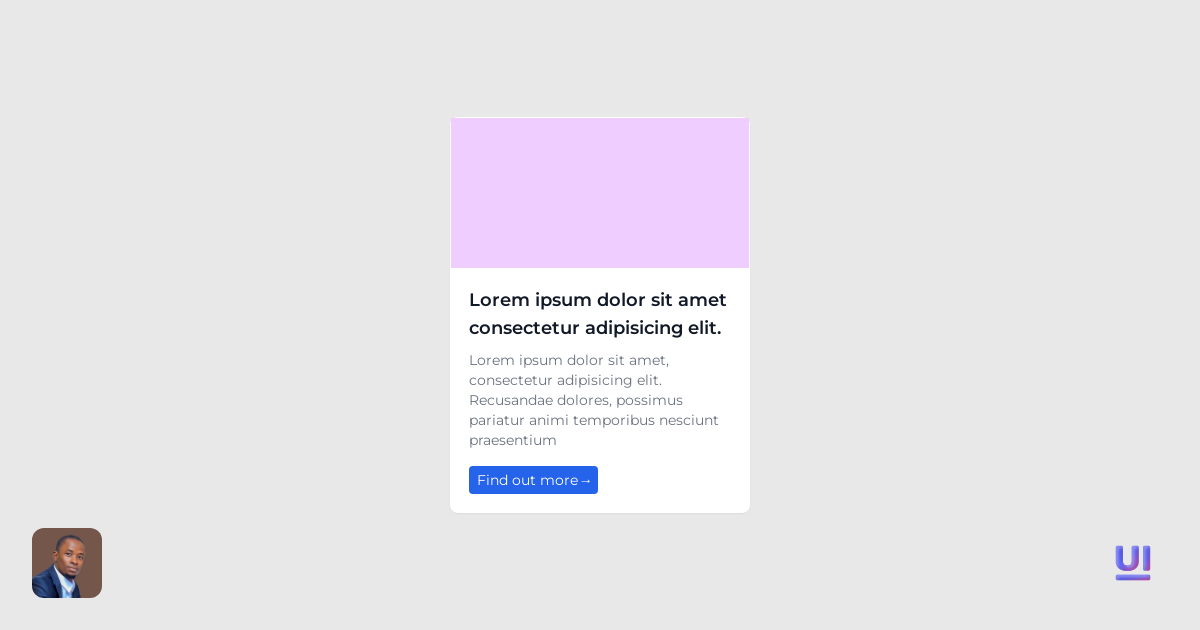 Lorem ipsum dolor sit amet
consectetur adipisicing elit.
Lorem ipsum dolor sit amet,
consectetur adipisicing elit.
Recusandae dolores, possimus
pariatur animi temporibus nesciunt
praesentium
Find out more→
UI